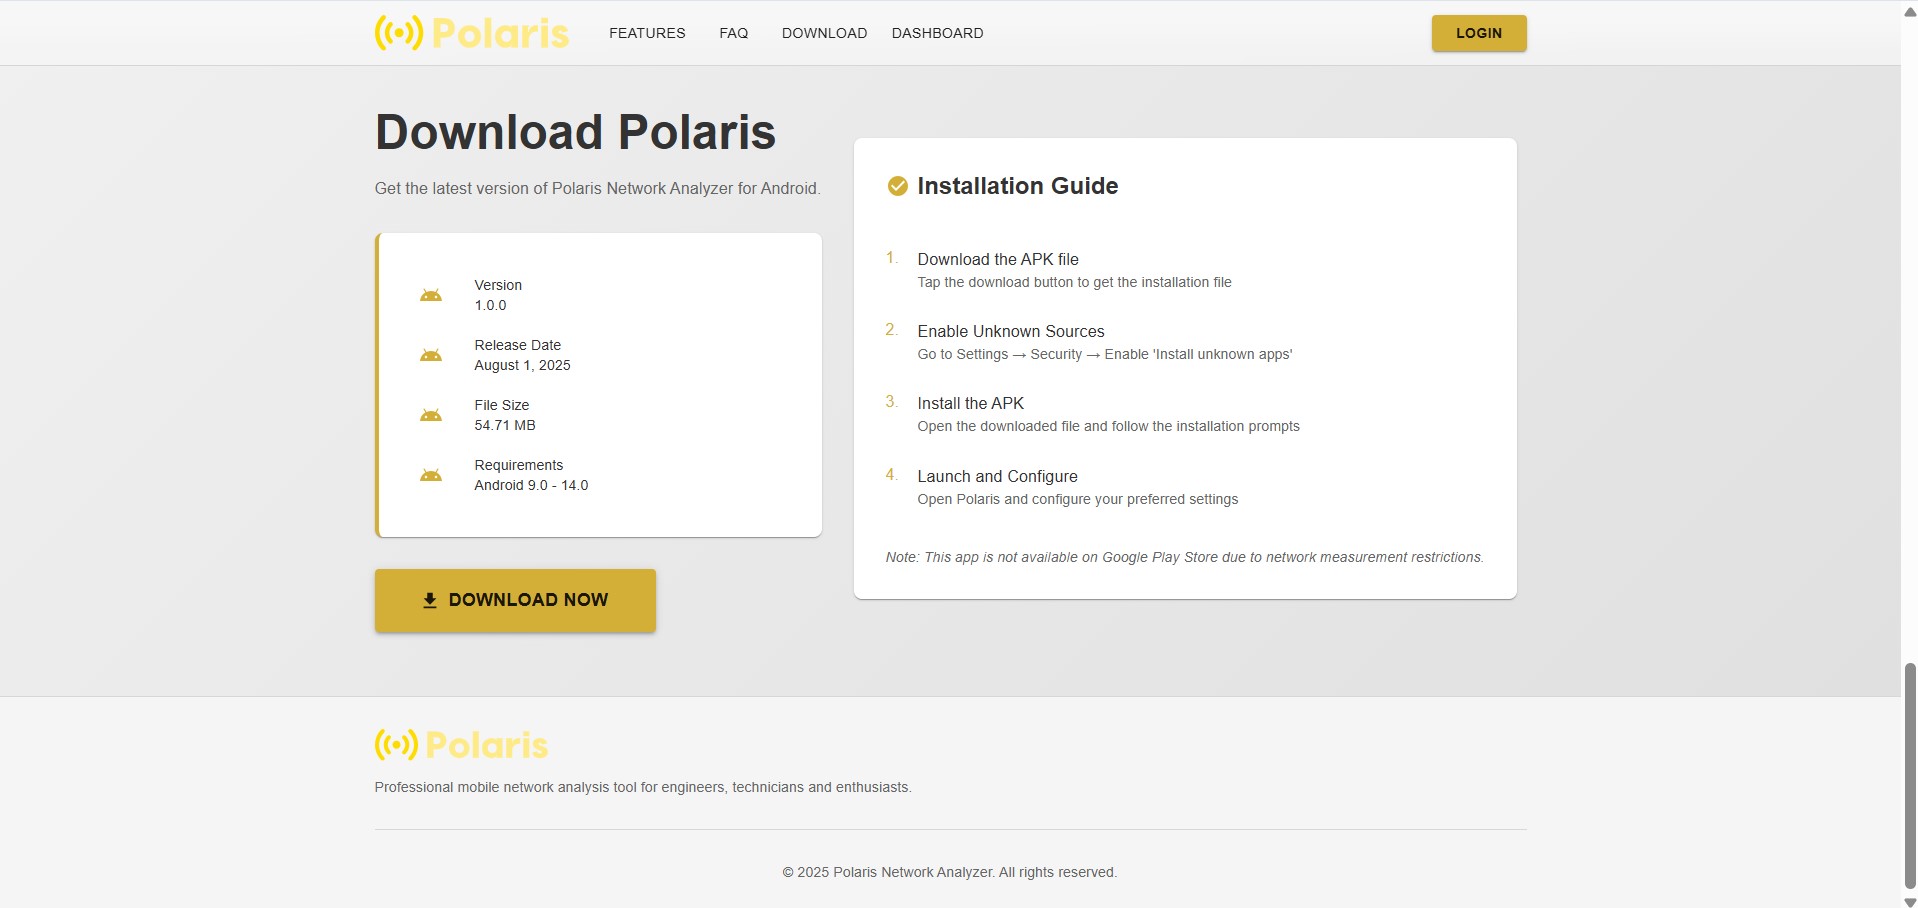 Polaris
FEATURES
FAQ
DOWNLOAD
DASHBOARD
LOGIN
Download Polaris
Get the latest version of Polaris Network Analyzer for Android.
Version
1.0.0
Release Date
August 1, 2025
File Size
54.71 MB
Requirements
Android 9.0 - 14.0
DOWNLOAD NOW
Installation Guide
1. Download the APK file
Tap the download button to get the installation file
2. Enable Unknown Sources
Go to Settings → Security → Enable 'Install unknown apps'
3. Install the APK
Open the downloaded file and follow the installation prompts
4. Launch and Configure
Open Polaris and configure your preferred settings
Note: This app is not available on Google Play Store due to network measurement restrictions.
Polaris
Professional mobile network analysis tool for engineers, technicians and enthusiasts.
© 2025 Polaris Network Analyzer. All rights reserved.